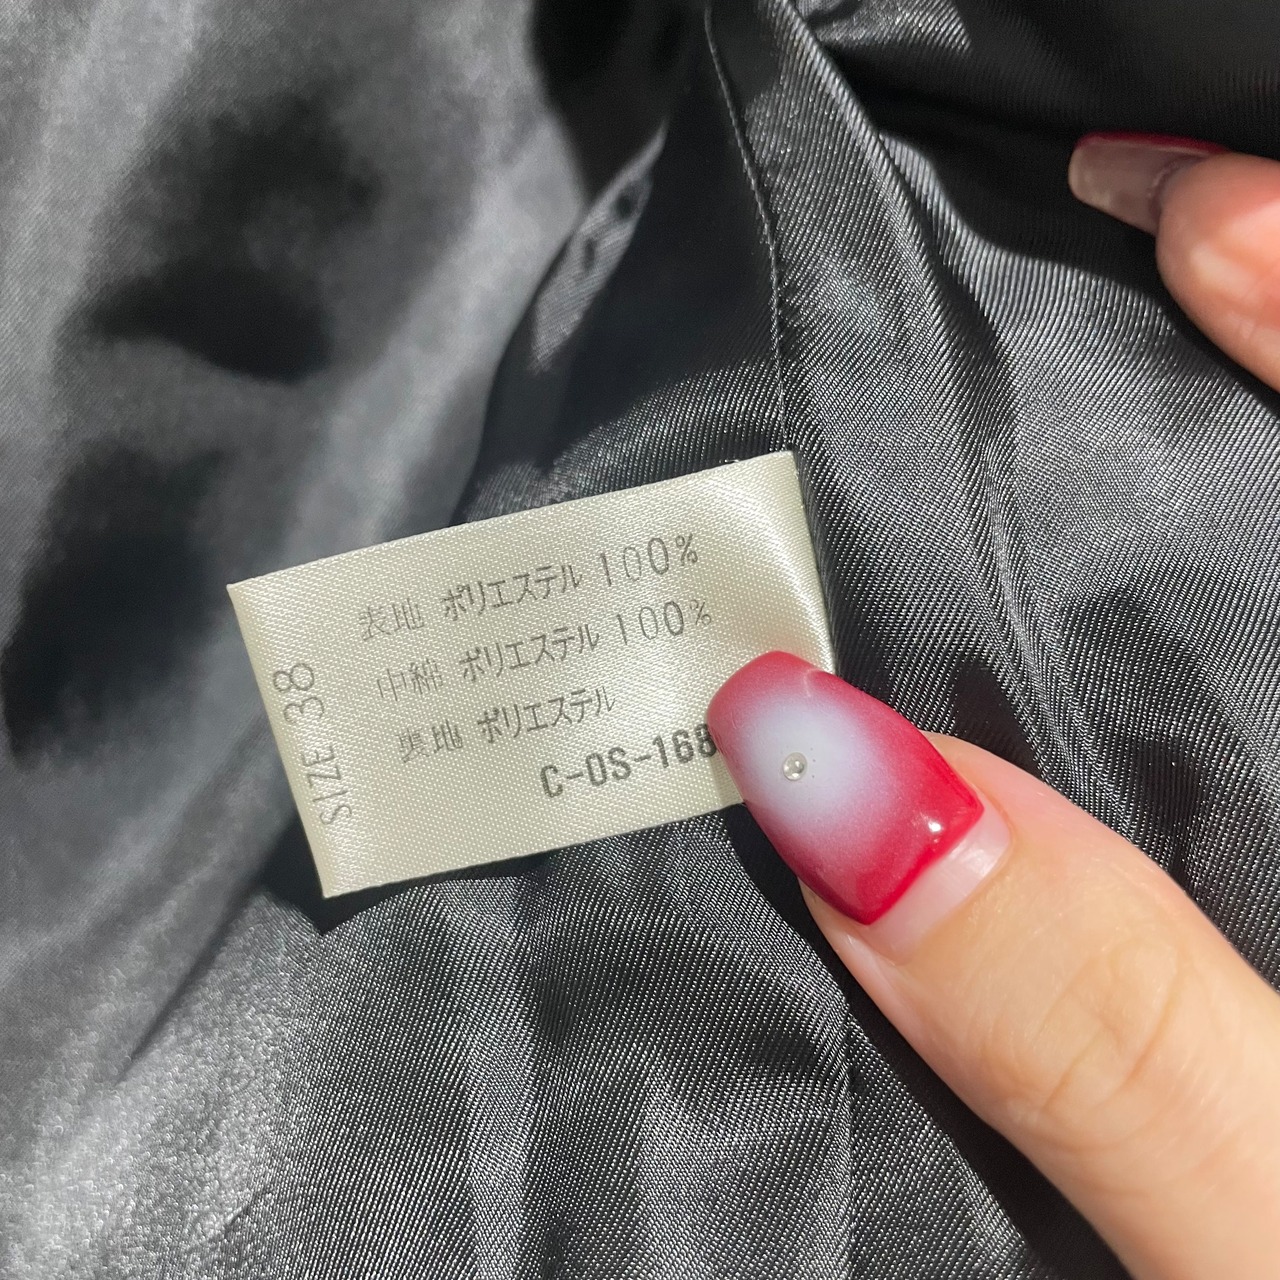 表地 ポリエステル 100%
中綿 ポリエステル 100%
裏地 ポリエステル
C-OS-168
SIZE 38